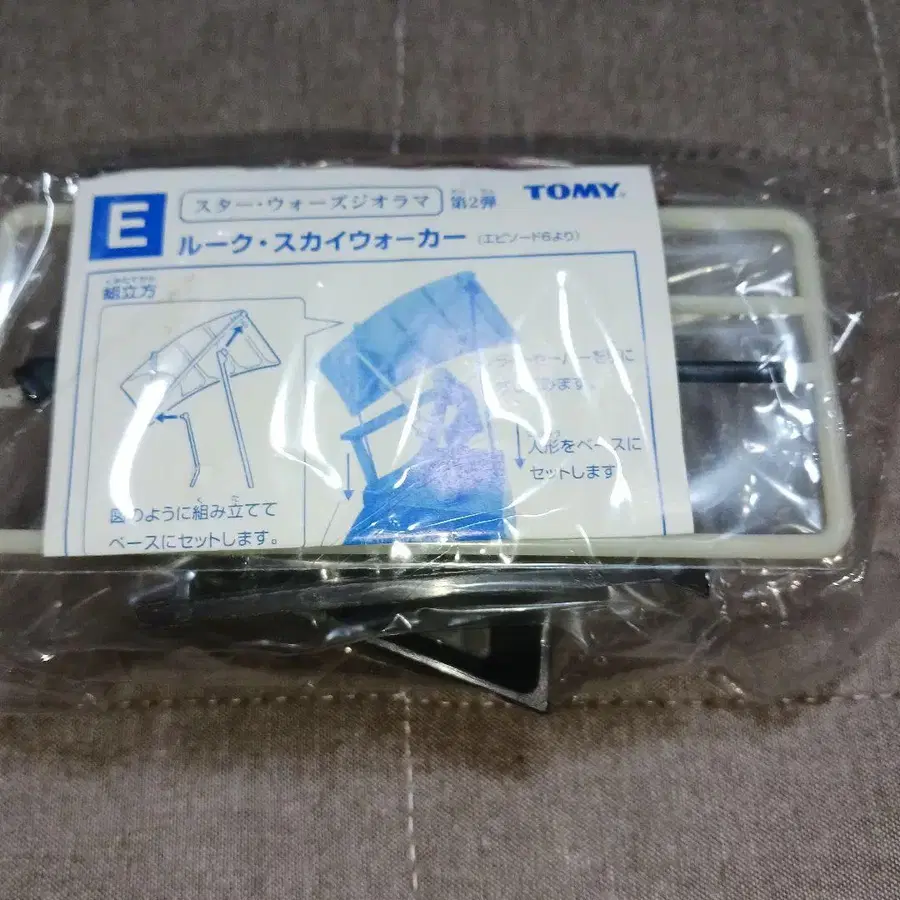 E
スター・ウォーズジオラマ 第2弾
TOMY
ルーク・スカイウォーカー (エピソード6より)
組立方
人形をベースに
セットします
図のように組み立てて
ベースにセットします。